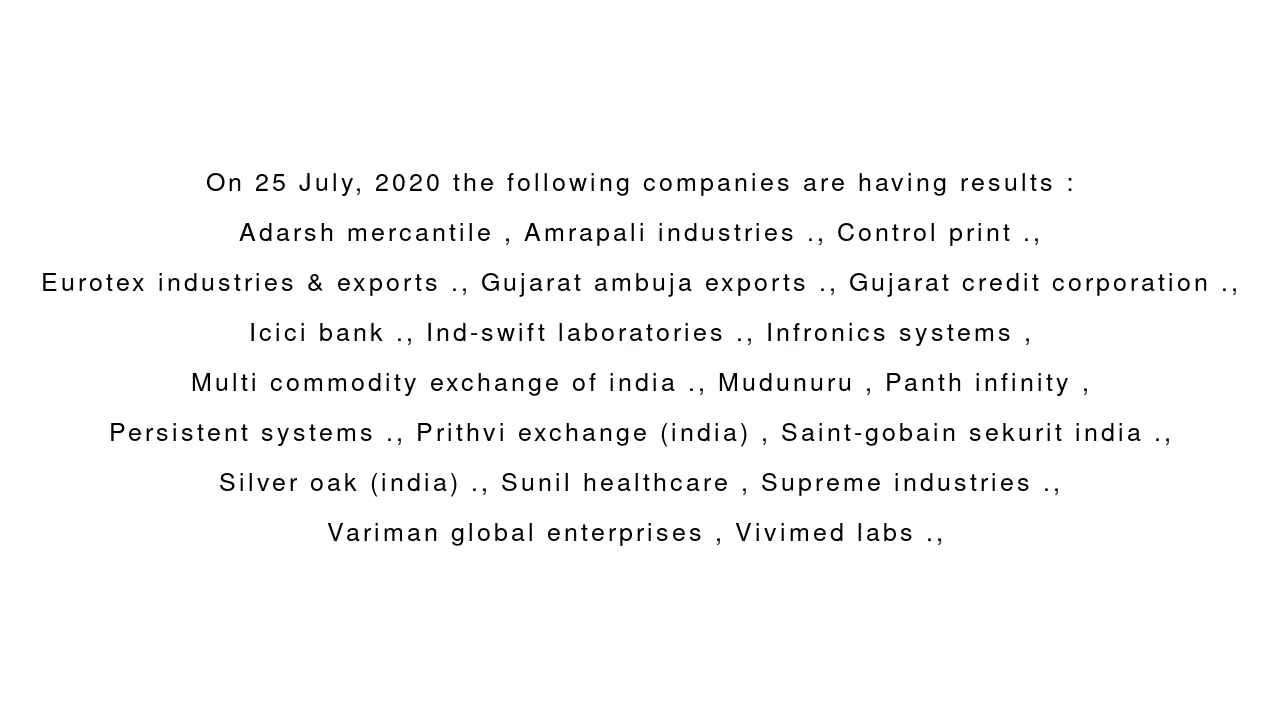 On 25 July, 2020 the following companies are having results :
Adarsh mercantile , Amrapali industries ., Control print .,
Eurotex industries & exports ., Gujarat ambuja exports ., Gujarat credit corporation .,
Icici bank ., Ind-swift laboratories ., Infronics systems ,
Multi commodity exchange of india ., Mudunuru , Panth infinity ,
Persistent systems ., Prithvi exchange (india) , Saint-gobain sekurit india .,
Silver oak (india) ., Sunil healthcare , Supreme industries .,
Variman global enterprises , Vivimed labs .,